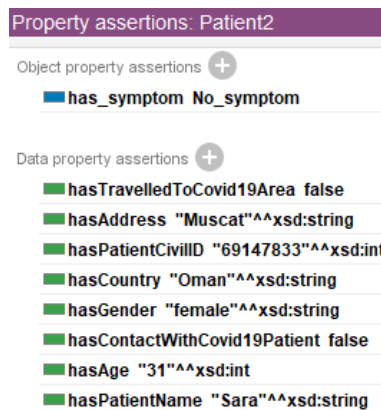 Property assertions: Patient2
Object property assertions
has_symptom No_symptom
Data property assertions
hasTravelledToCovid19Area false
hasAddress "Muscat"^^xsd:string
hasPatientCivilID "69147833"^^xsd:int
hasCountry "Oman"^^xsd:string
hasGender "female"^^xsd:string
hasContactWithCovid19Patient false
hasAge "31"^^xsd:int
hasPatientName "Sara"^^xsd:string